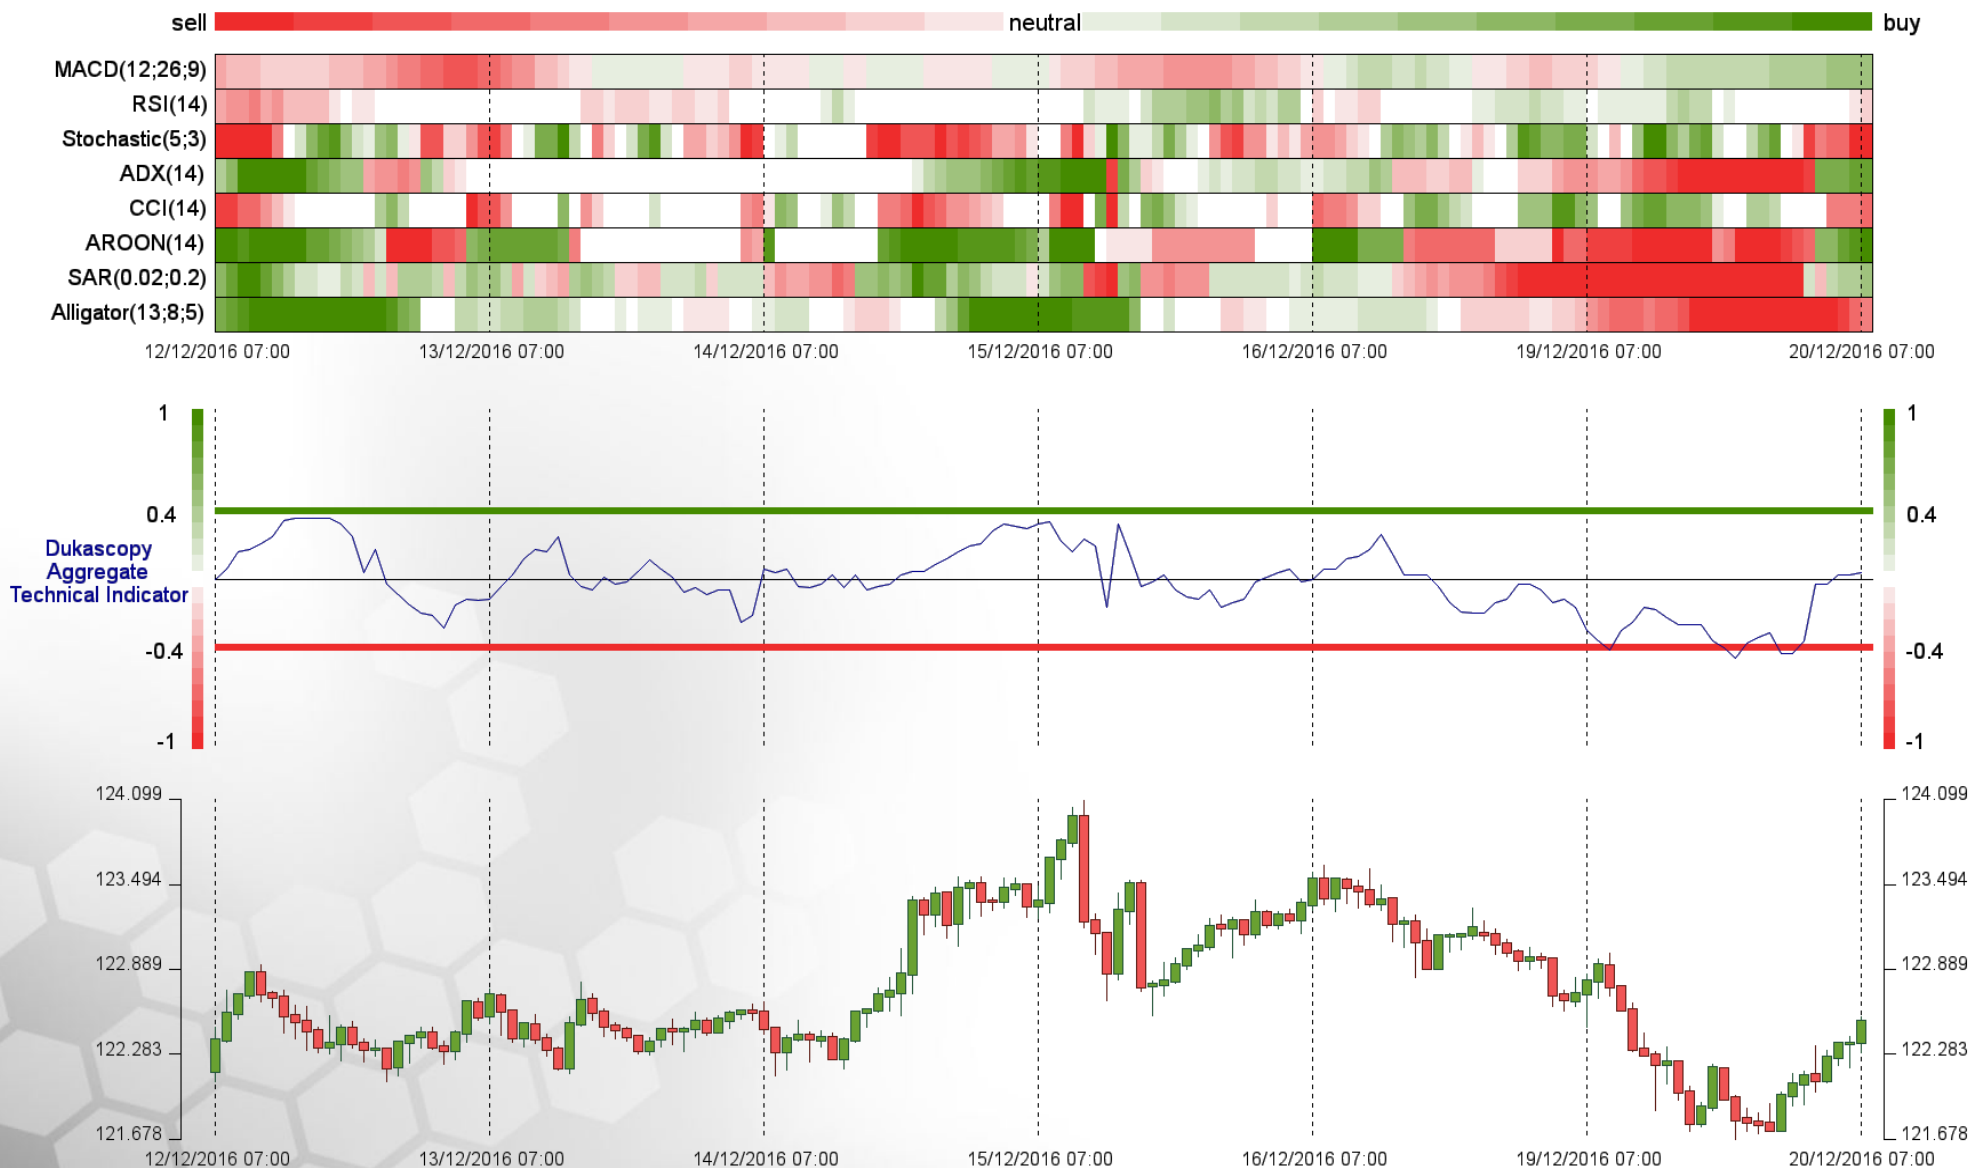 sell neutral buy
MACD(12;26;9)
RSI(14)
Stochastic(5;3)
ADX(14)
CCI(14)
AROON(14)
SAR(0.02;0.2)
Alligator(13;8;5)
12/12/2016 07:00 13/12/2016 07:00 14/12/2016 07:00 15/12/2016 07:00 16/12/2016 07:00 19/12/2016 07:00 20/12/2016 07:00
1 1
0.4 0.4
Dukascopy
Aggregate
Technical Indicator
-0.4 -0.4
-1 -1
124.099 124.099
123.494 123.494
122.889 122.889
122.283 122.283
121.678 121.678
12/12/2016 07:00 13/12/2016 07:00 14/12/2016 07:00 15/12/2016 07:00 16/12/2016 07:00 19/12/2016 07:00 20/12/2016 07:00